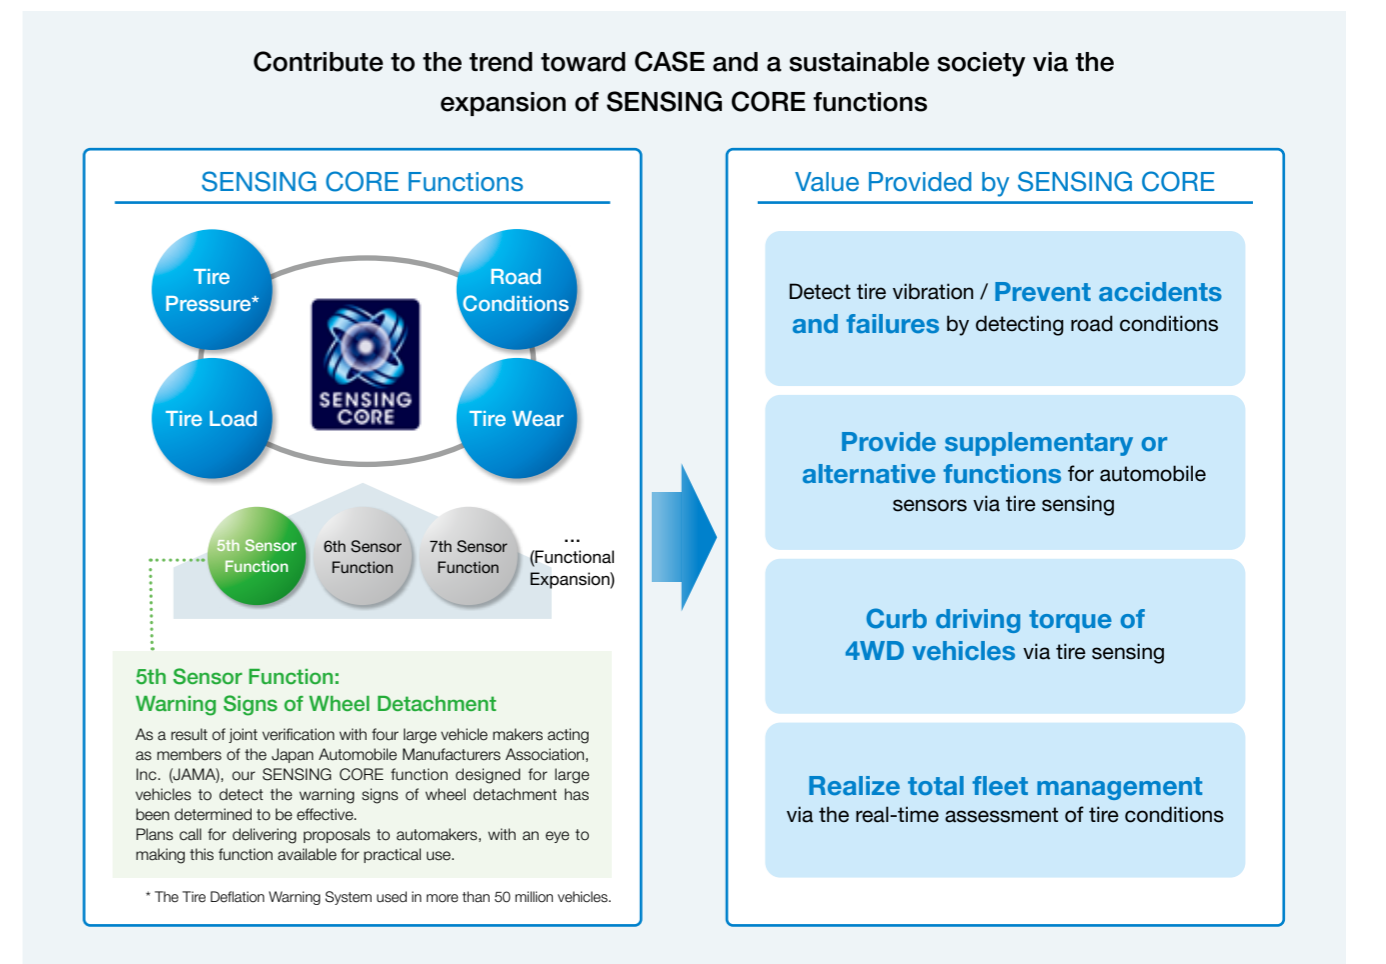 Contribute to the trend toward CASE and a sustainable society via the
expansion of SENSING CORE functions
SENSING CORE Functions
Tire
Pressure*
Road
Conditions
SENSING
CORE
Tire Load
Tire Wear
5th Sensor
Function
6th Sensor
Function
7th Sensor
Function
...
(Functional
Expansion)
5th Sensor Function:
Warning Signs of Wheel Detachment
As a result of joint verification with four large vehicle makers acting
as members of the Japan Automobile Manufacturers Association,
Inc. (JAMA), our SENSING CORE function designed for large
vehicles to detect the warning signs of wheel detachment has
been determined to be effective.
Plans call for delivering proposals to automakers, with an eye to
making this function available for practical use.
* The Tire Deflation Warning System used in more than 50 million vehicles.
Value Provided by SENSING CORE
Detect tire vibration / Prevent accidents
and failures by detecting road conditions
Provide supplementary or
alternative functions for automobile
sensors via tire sensing
Curb driving torque of
4WD vehicles via tire sensing
Realize total fleet management
via the real-time assessment of tire conditions